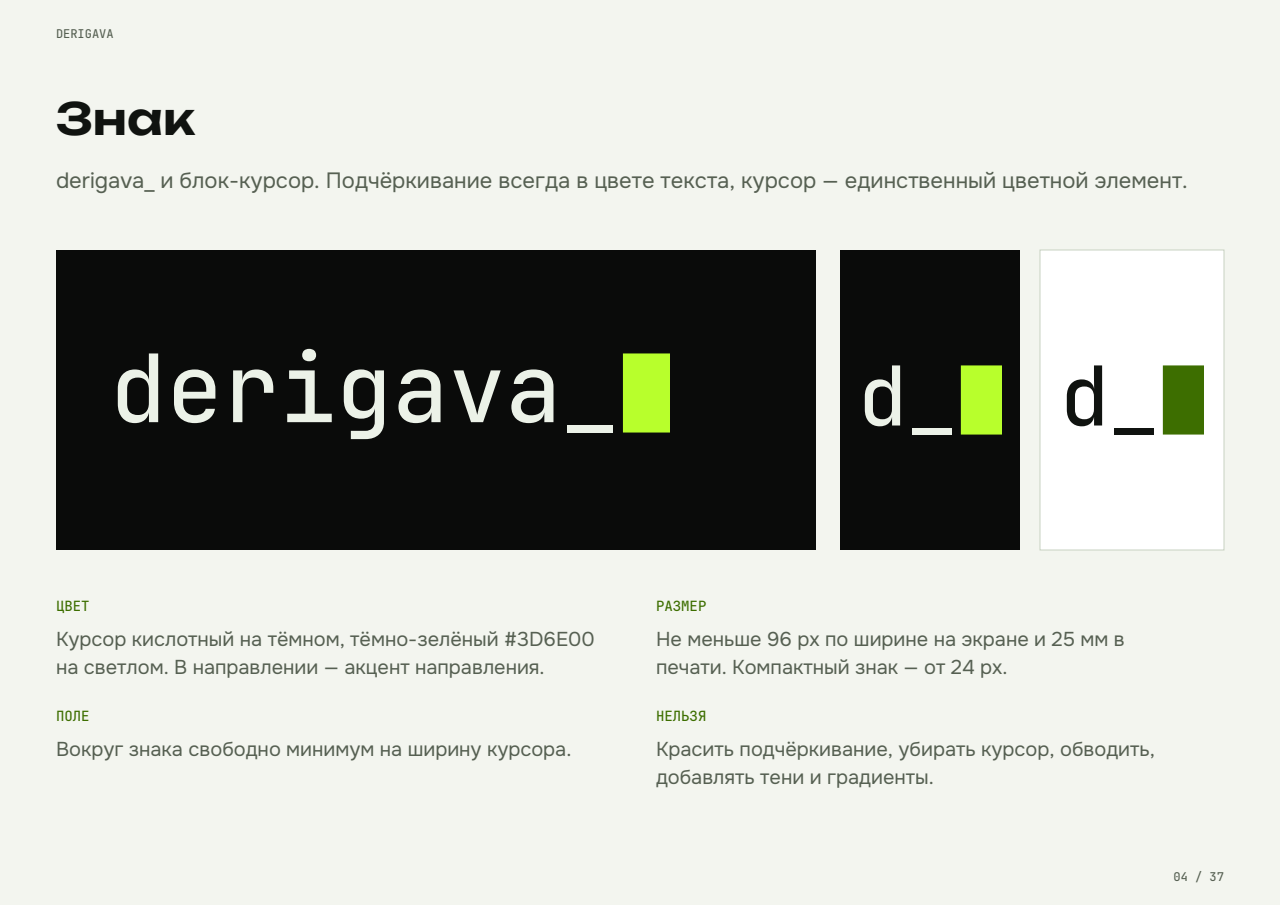 DERIGAVA
Знак
derigava_ и блок-курсор. Подчёркивание всегда в цвете текста, курсор — единственный цветной элемент.
derigava_
d_
d_
ЦВЕТ
Курсор кислотный на тёмном, тёмно-зелёный #3D6E00
на светлом. В направлении — акцент направления.
РАЗМЕР
Не меньше 96 px по ширине на экране и 25 мм в
печати. Компактный знак — от 24 px.
ПОЛЕ
Вокруг знака свободно минимум на ширину курсора.
НЕЛЬЗЯ
Красить подчёркивание, убирать курсор, обводить,
добавлять тени и градиенты.
04 / 37